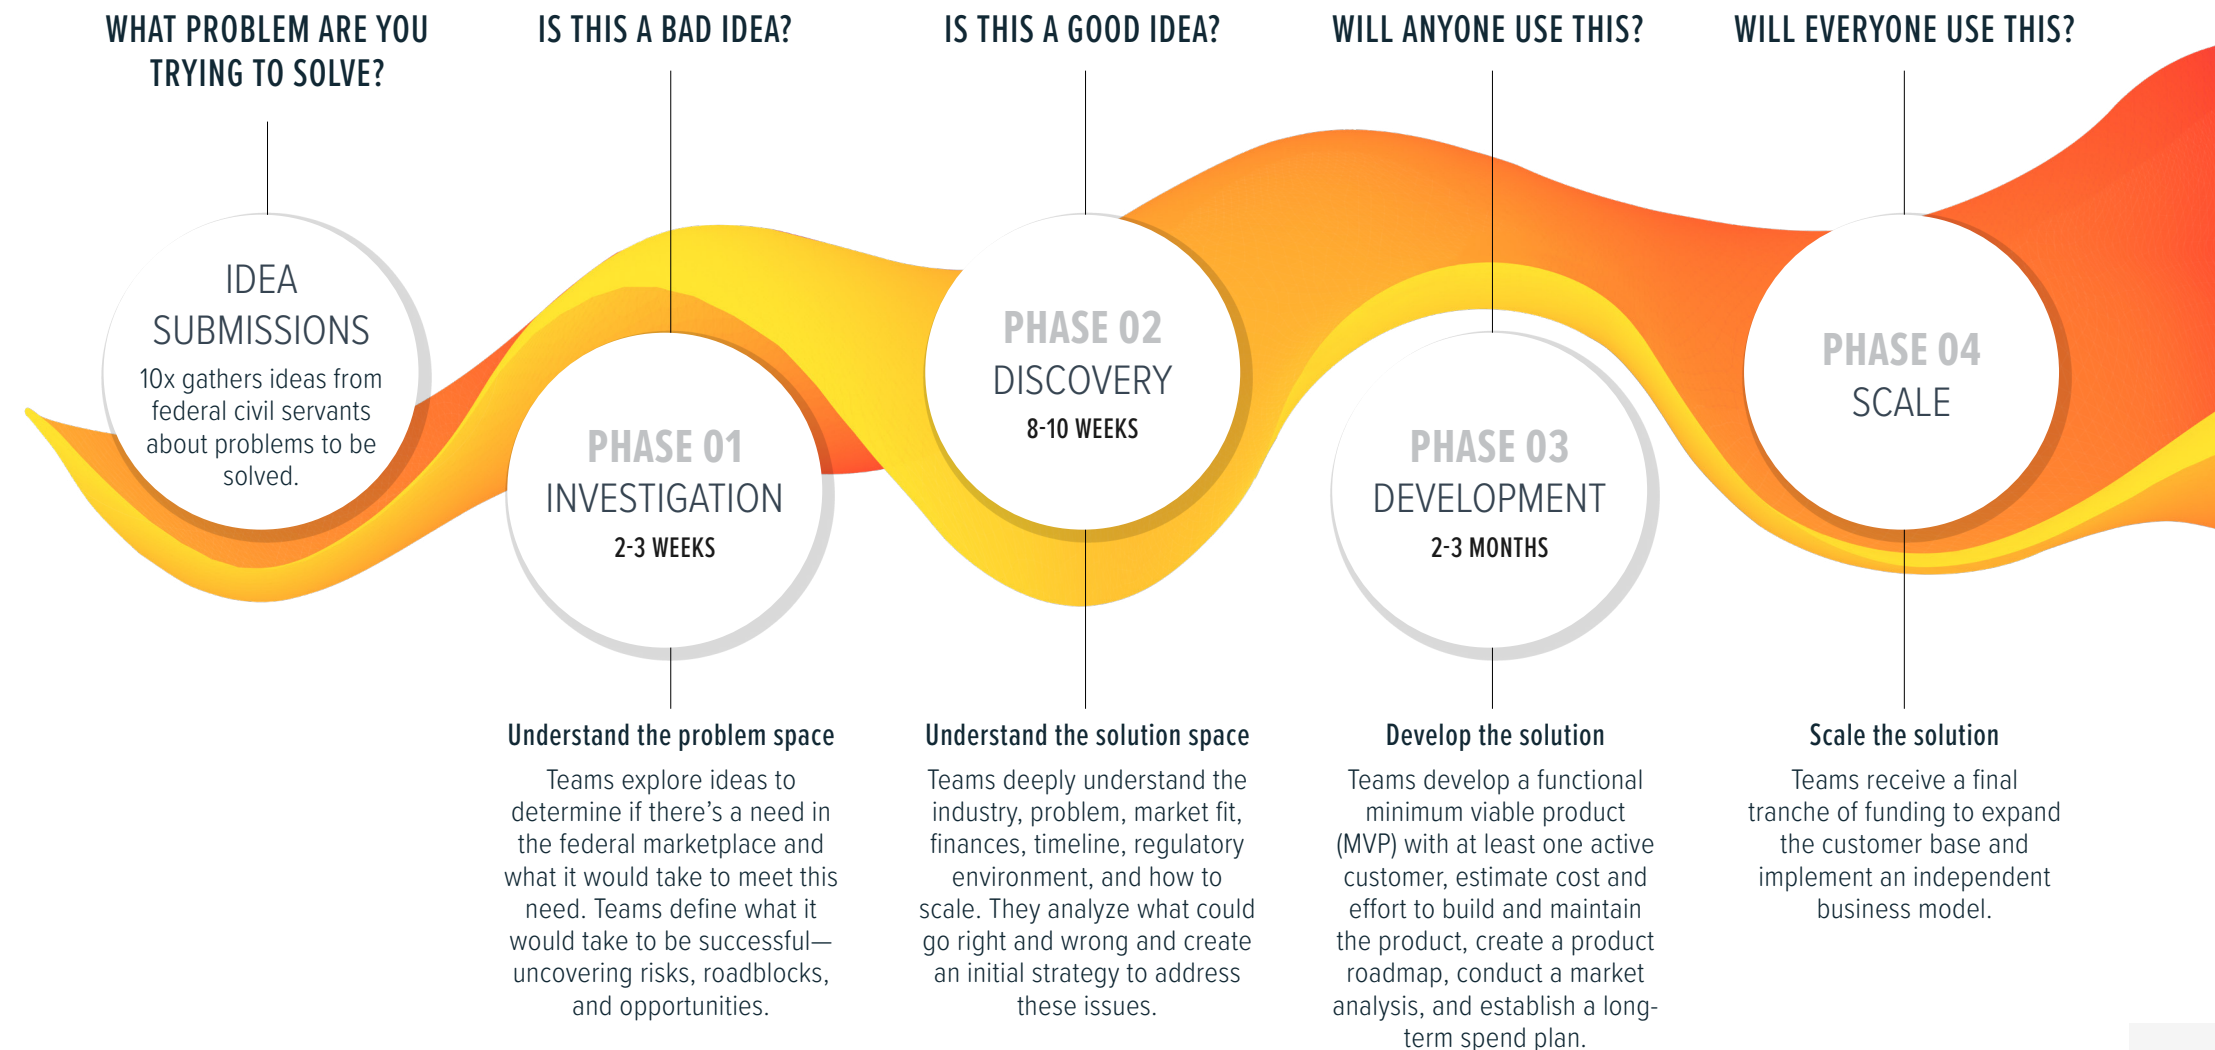 WHAT PROBLEM ARE YOU
TRYING TO SOLVE?
IDEA
SUBMISSIONS
10x gathers ideas from
federal civil servants
about problems to be
solved.
IS THIS A BAD IDEA?
PHASE 01
INVESTIGATION
2-3 WEEKS
Understand the problem space
Teams explore ideas to
determine if there’s a need in
the federal marketplace and
what it would take to meet this
need. Teams define what it
would take to be successful—
uncovering risks, roadblocks,
and opportunities.
IS THIS A GOOD IDEA?
PHASE 02
DISCOVERY
8-10 WEEKS
Understand the solution space
Teams deeply understand the
industry, problem, market fit,
finances, timeline, regulatory
environment, and how to
scale. They analyze what could
go right and wrong and create
an initial strategy to address
these issues.
WILL ANYONE USE THIS?
PHASE 03
DEVELOPMENT
2-3 MONTHS
Develop the solution
Teams develop a functional
minimum viable product
(MVP) with at least one active
customer, estimate cost and
effort to build and maintain
the product, create a product
roadmap, conduct a market
analysis, and establish a long-
term spend plan.
WILL EVERYONE USE THIS?
PHASE 04
SCALE
Scale the solution
Teams receive a final
tranche of funding to expand
the customer base and
implement an independent
business model.